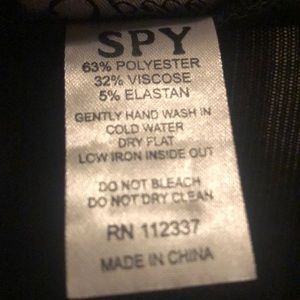 SPY
63% POLYESTER
32% VISCOSE
5% ELASTAN
GENTLY HAND WASH IN
COLD WATER
DRY FLAT
LOW IRON INSIDE OUT
DO NOT BLEACH
DO NOT DRY CLEAN
RN 112337
MADE IN CHINA